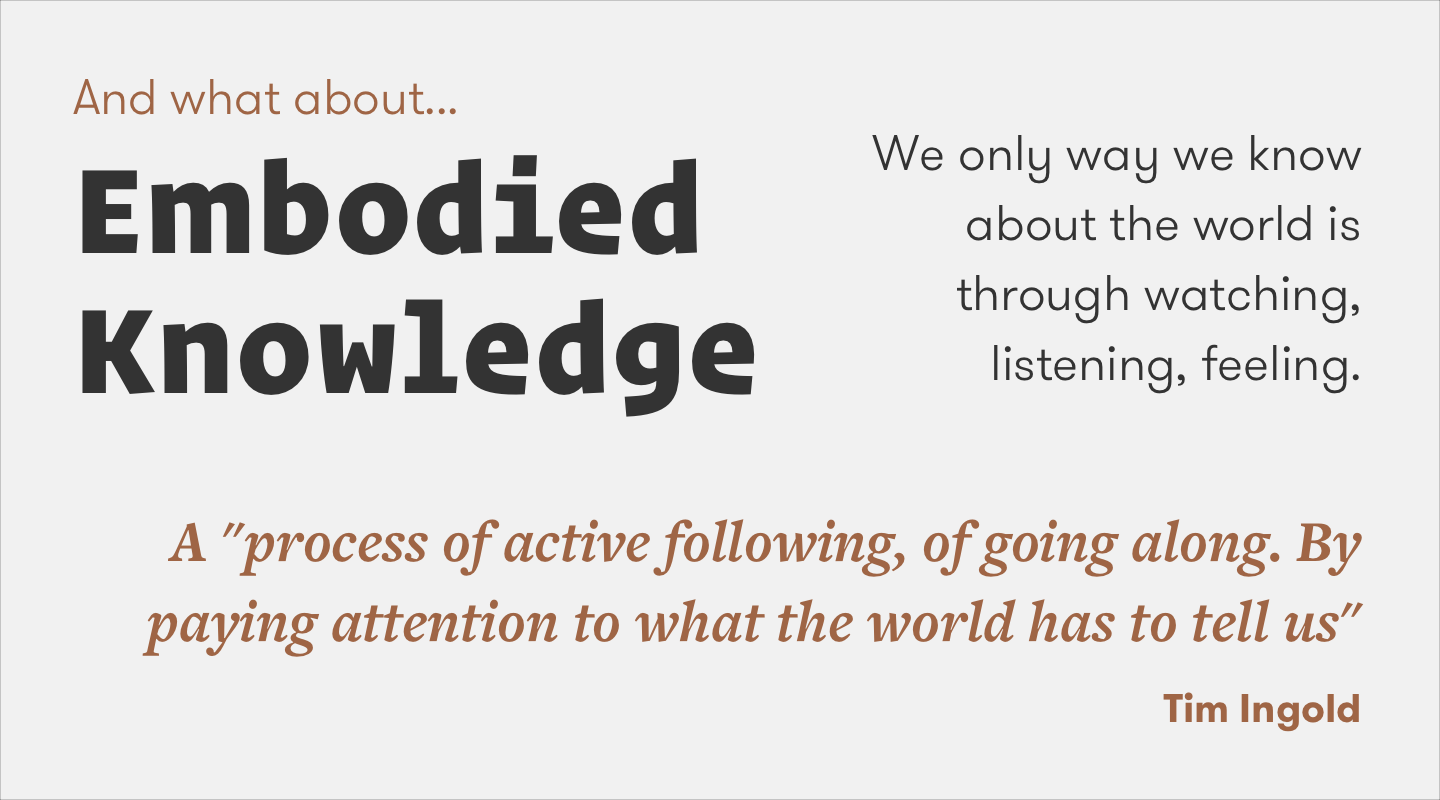 And what about...
Embodied
Knowledge
We only way we know
about the world is
through watching,
listening, feeling.
A "process of active following, of going along. By
paying attention to what the world has to tell us"
Tim Ingold